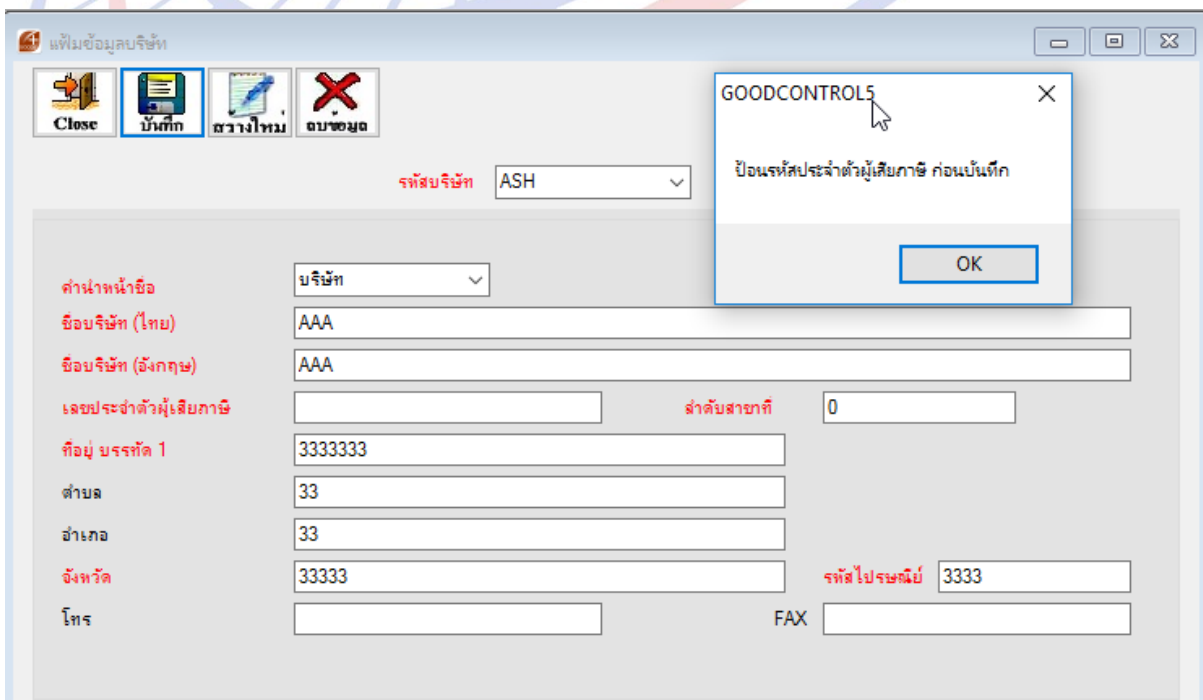 แฟ้มข้อมูลบริษัท
Close บันทึก สร้างใหม่ ลบข้อมูล
GOODCONTROL5
ป้อนรหัสประจำตัวผู้เสียภาษี ก่อนบันทึก
OK
รหัสบริษัท ASH
คำนำหน้าชื่อ บริษัท
ชื่อบริษัท (ไทย) AAA
ชื่อบริษัท (อังกฤษ) AAA
เลขประจำตัวผู้เสียภาษี ลำดับสาขาที่ 0
ที่อยู่ บรรทัด 1 3333333
ตำบล 33
อำเภอ 33
จังหวัด 33333 รหัสไปรษณีย์ 3333
โทร FAX